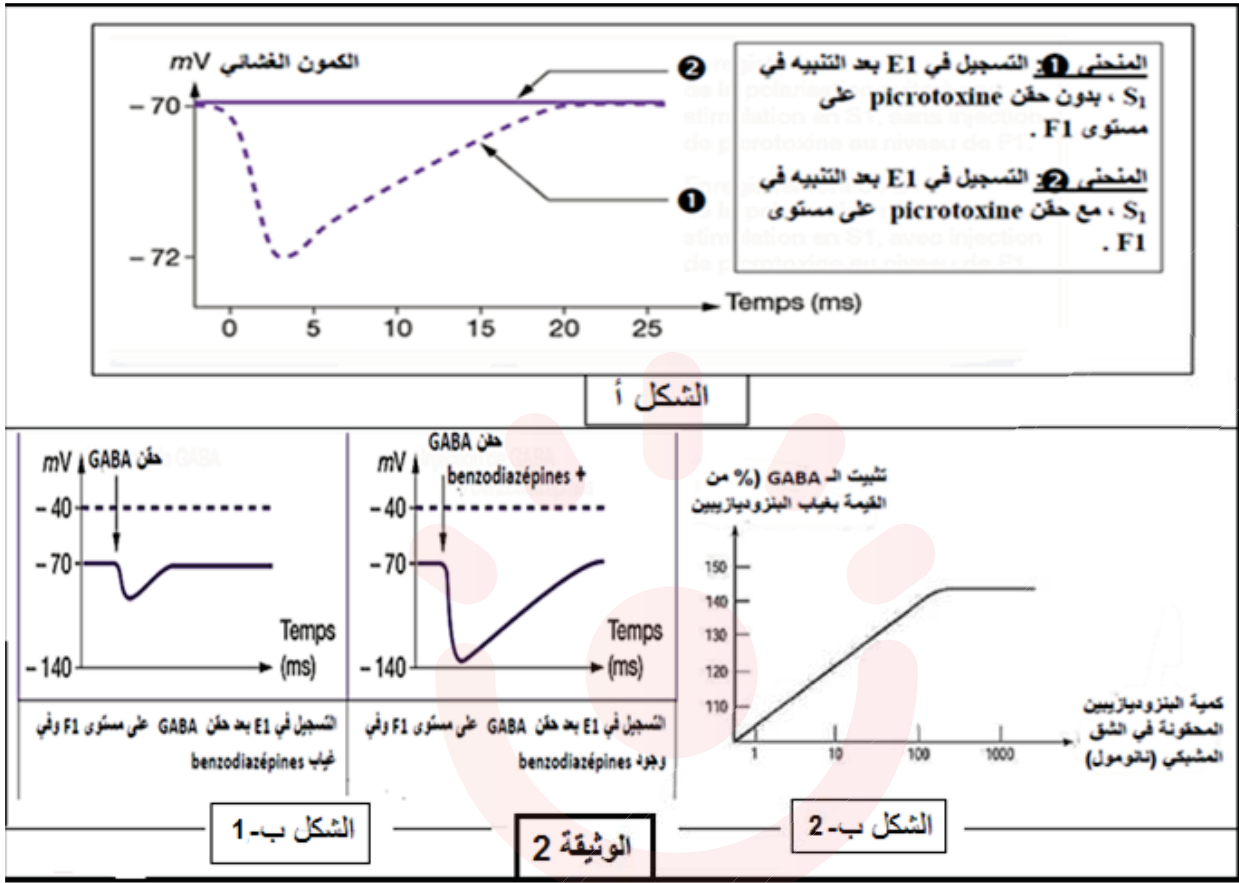 mV الكمون الغشائي
− 70
− 72
0 5 10 15 20 25
Temps (ms)
❷
❶
المنحنى ❶: التسجيل في E1 بعد التنبيه في
S₁ ، بدون حقن picrotoxine على
مستوى F1 .
المنحنى ❷: التسجيل في E1 بعد التنبيه في
S₁ ، مع حقن picrotoxine على مستوى
F1 .
الشكل أ
mV
حقن GABA
− 40
− 70
− 140
Temps
(ms)
التسجيل في E1 بعد حقن GABA على مستوى F1 وفي
غياب benzodiazépines
mV
حقن GABA
benzodiazépines +
− 40
− 70
− 140
Temps
(ms)
التسجيل في E1 بعد حقن GABA على مستوى F1 وفي
وجود benzodiazépines
الشكل ب-1
تثبيت الـ GABA (% من
القيمة بغياب البنزوديازيبين
150
140
130
120
110
1 10 100 1000
كمية البنزوديازيبين
المحقونة في الشق
المشبكي (نانومول)
الشكل ب-2
الوثيقة 2